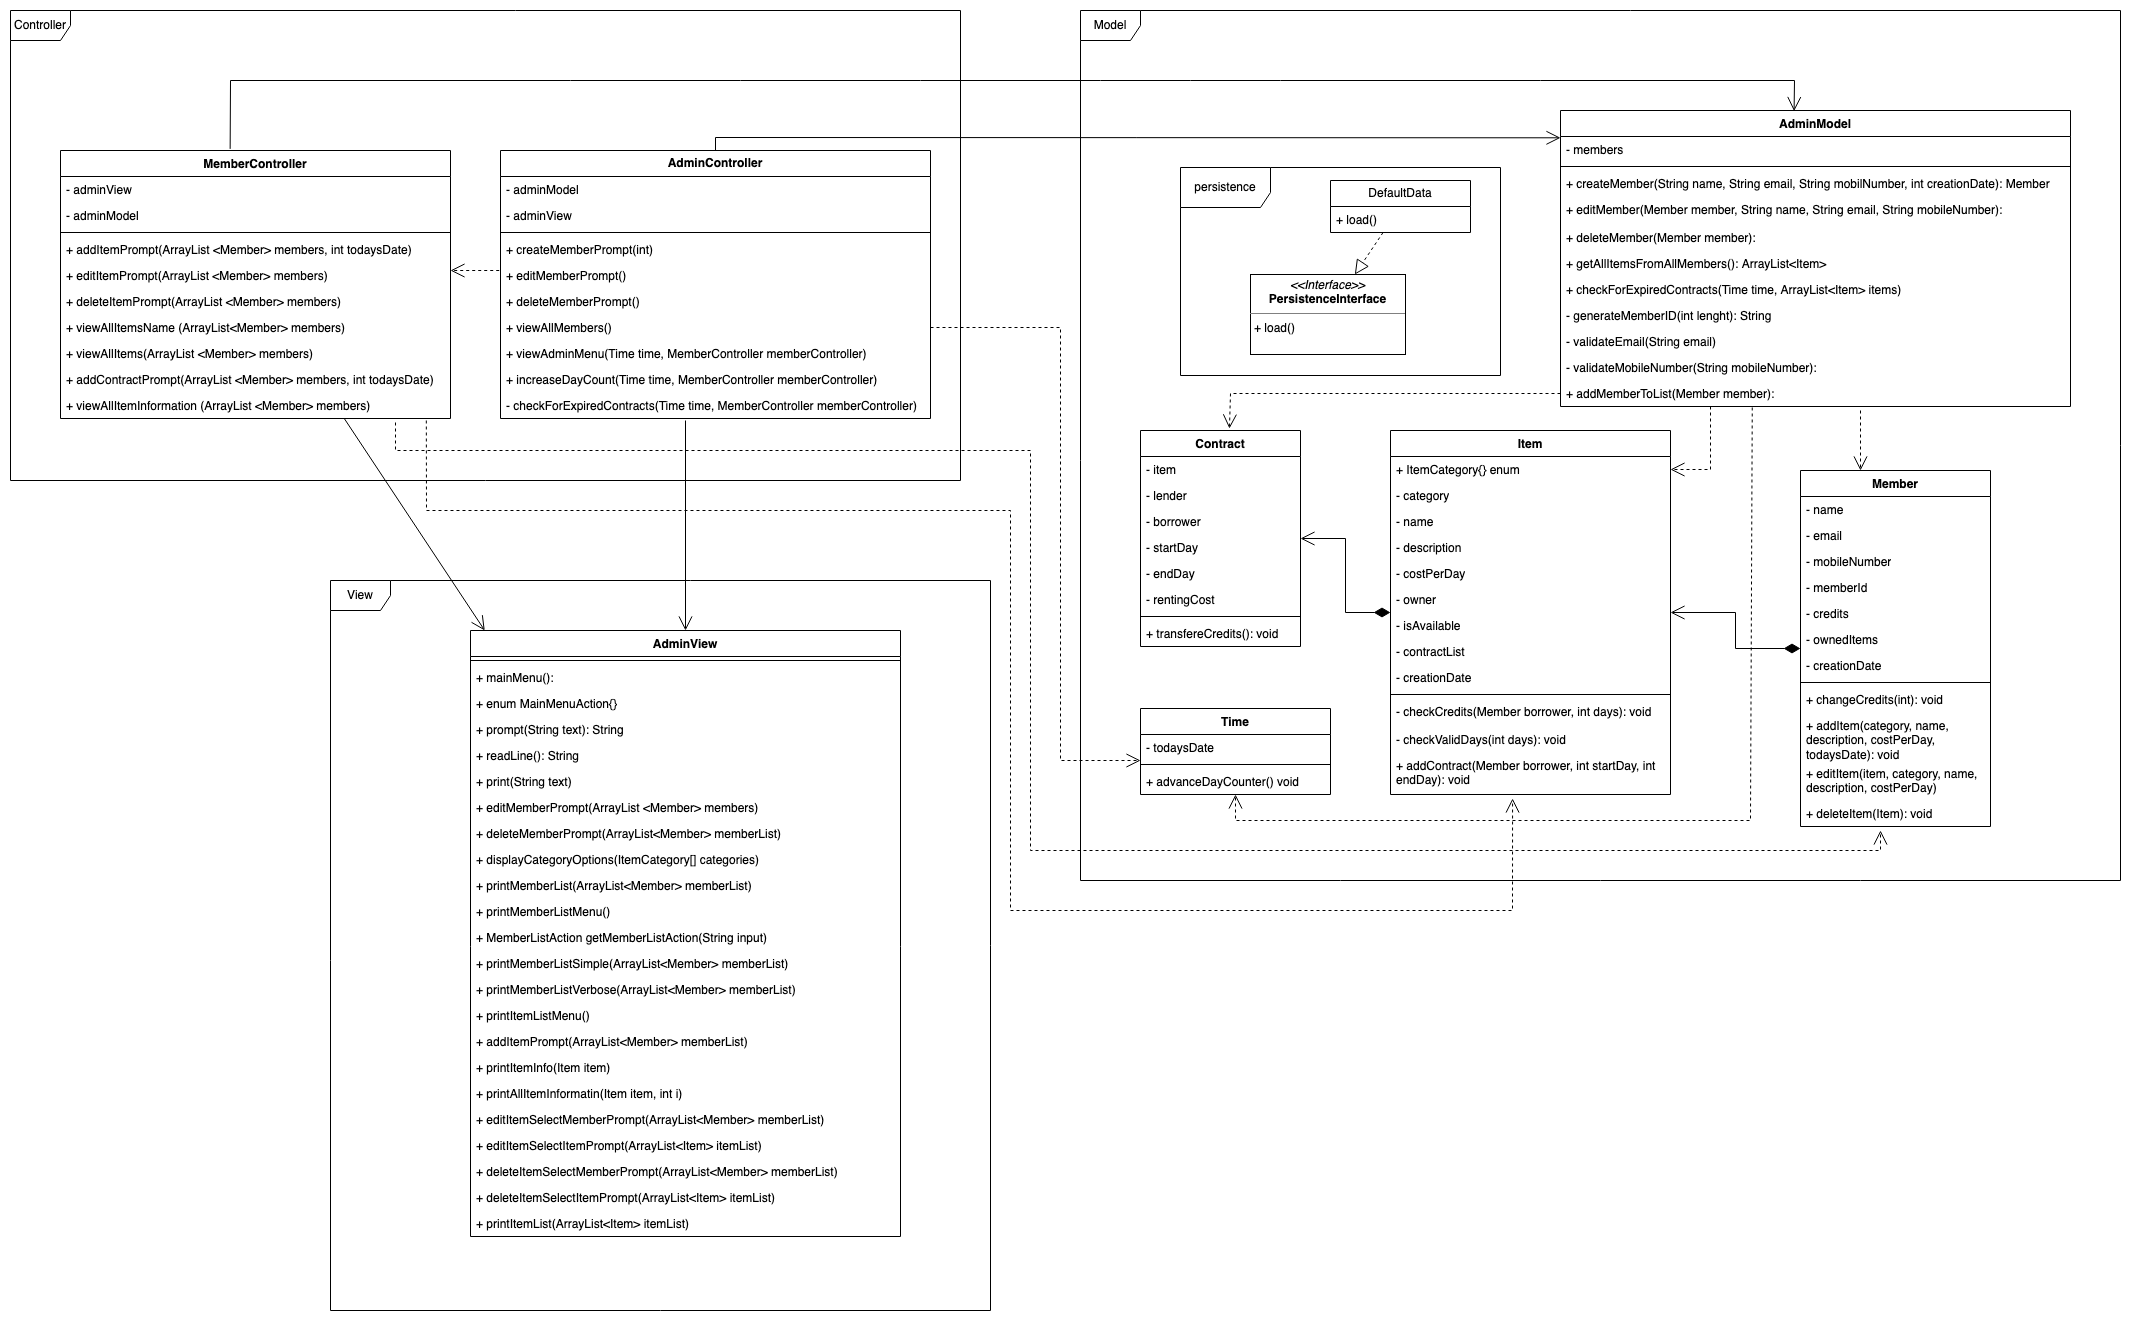 Controller
MemberController
- adminView
- adminModel
+ addItemPrompt(ArrayList <Member> members, int todaysDate)
+ editItemPrompt(ArrayList <Member> members)
+ deleteItemPrompt(ArrayList <Member> members)
+ viewAllItemsName (ArrayList<Member> members)
+ viewAllItems(ArrayList <Member> members)
+ addContractPrompt(ArrayList <Member> members, int todaysDate)
+ viewAllItemInformation (ArrayList <Member> members)
AdminController
- adminModel
- adminView
+ createMemberPrompt(int)
+ editMemberPrompt()
+ deleteMemberPrompt()
+ viewAllMembers()
+ viewAdminMenu(Time time, MemberController memberController)
+ increaseDayCount(Time time, MemberController memberController)
- checkForExpiredContracts(Time time, MemberController memberController)
Model
persistence
DefaultData
+ load()
<<Interface>>
PersistenceInterface
+ load()
AdminModel
- members
+ createMember(String name, String email, String mobilNumber, int creationDate): Member
+ editMember(Member member, String name, String email, String mobileNumber):
+ deleteMember(Member member):
+ getAllItemsFromAllMembers(): ArrayList<Item>
+ checkForExpiredContracts(Time time, ArrayList<Item> items)
- generateMemberID(int lenght): String
- validateEmail(String email)
- validateMobileNumber(String mobileNumber):
+ addMemberToList(Member member):
Contract
- item
- lender
- borrower
- startDay
- endDay
- rentingCost
+ transfereCredits(): void
Item
+ ItemCategory{} enum
- category
- name
- description
- costPerDay
- owner
- isAvailable
- contractList
- creationDate
- checkCredits(Member borrower, int days): void
- checkValidDays(int days): void
+ addContract(Member borrower, int startDay, int
endDay): void
Member
- name
- email
- mobileNumber
- memberId
- credits
- ownedItems
- creationDate
+ changeCredits(int): void
+ addItem(category, name,
description, costPerDay,
todaysDate): void
+ editItem(item, category, name,
description, costPerDay)
+ deleteItem(Item): void
Time
- todaysDate
+ advanceDayCounter() void
View
AdminView
+ mainMenu():
+ enum MainMenuAction{}
+ prompt(String text): String
+ readLine(): String
+ print(String text)
+ editMemberPrompt(ArrayList <Member> members)
+ deleteMemberPrompt(ArrayList<Member> memberList)
+ displayCategoryOptions(ItemCategory[] categories)
+ printMemberList(ArrayList<Member> memberList)
+ printMemberListMenu()
+ MemberListAction getMemberListAction(String input)
+ printMemberListSimple(ArrayList<Member> memberList)
+ printMemberListVerbose(ArrayList<Member> memberList)
+ printItemListMenu()
+ addItemPrompt(ArrayList<Member> memberList)
+ printItemInfo(Item item)
+ printAllItemInformatin(Item item, int i)
+ editItemSelectMemberPrompt(ArrayList<Member> memberList)
+ editItemSelectItemPrompt(ArrayList<Item> itemList)
+ deleteItemSelectMemberPrompt(ArrayList<Member> memberList)
+ deleteItemSelectItemPrompt(ArrayList<Item> itemList)
+ printItemList(ArrayList<Item> itemList)